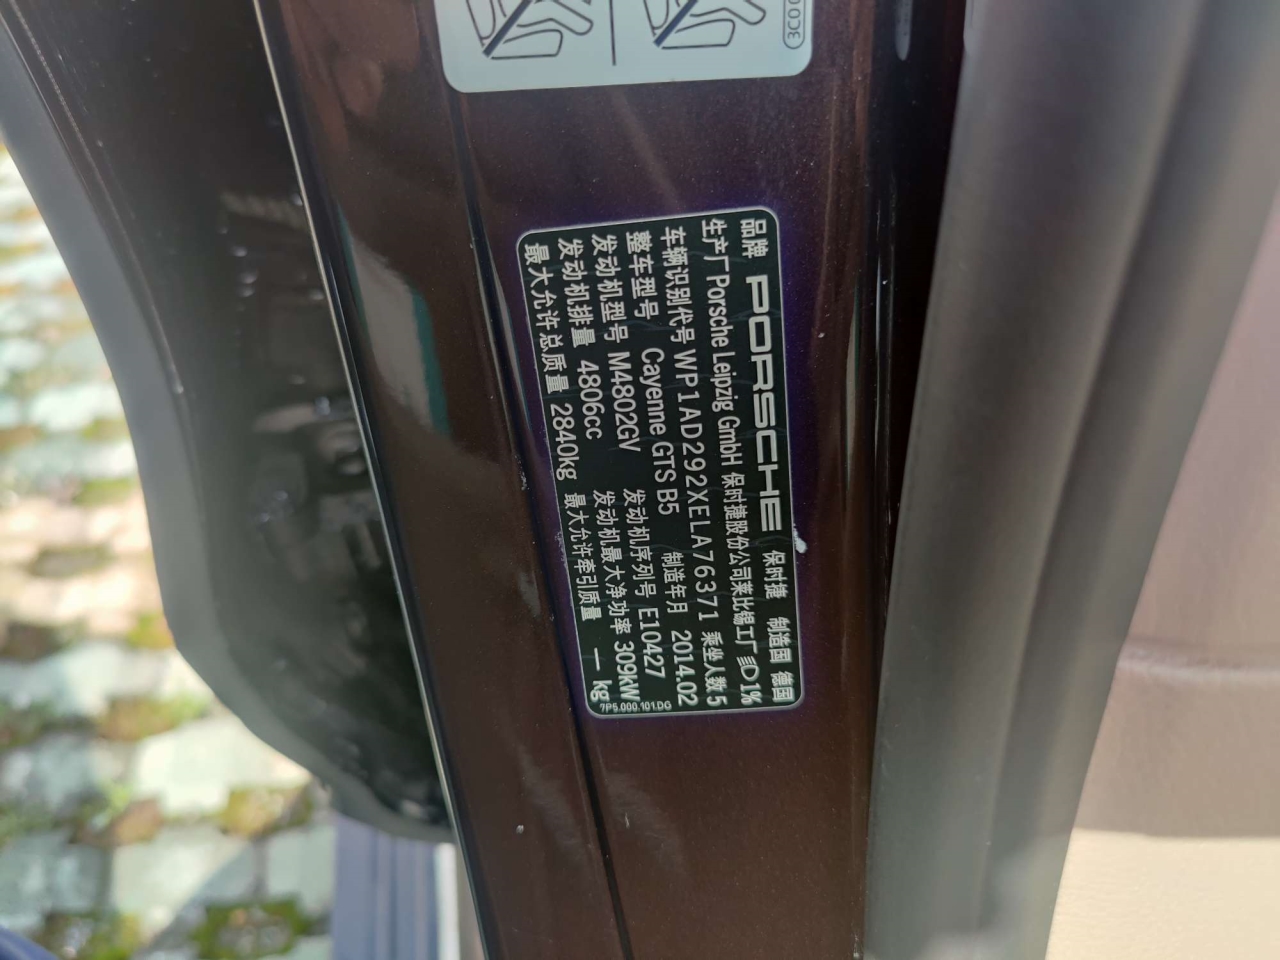 3C0
品牌 PORSCHE 保时捷 制造国 德国
生产厂 Porsche Leipzig GmbH 保时捷股份公司莱比锡工厂 1%
车辆识别代号 WP1AD292XELA76371 乘坐人数 5
整车型号 Cayenne GTS B5 制造年月 2014.02
发动机型号 M4802GV 发动机序列号 E10427
发动机排量 4806cc 发动机最大净功率 309kW
最大允许总质量 2840kg 最大允许牵引质量 — kg
7P5.000.101.DG